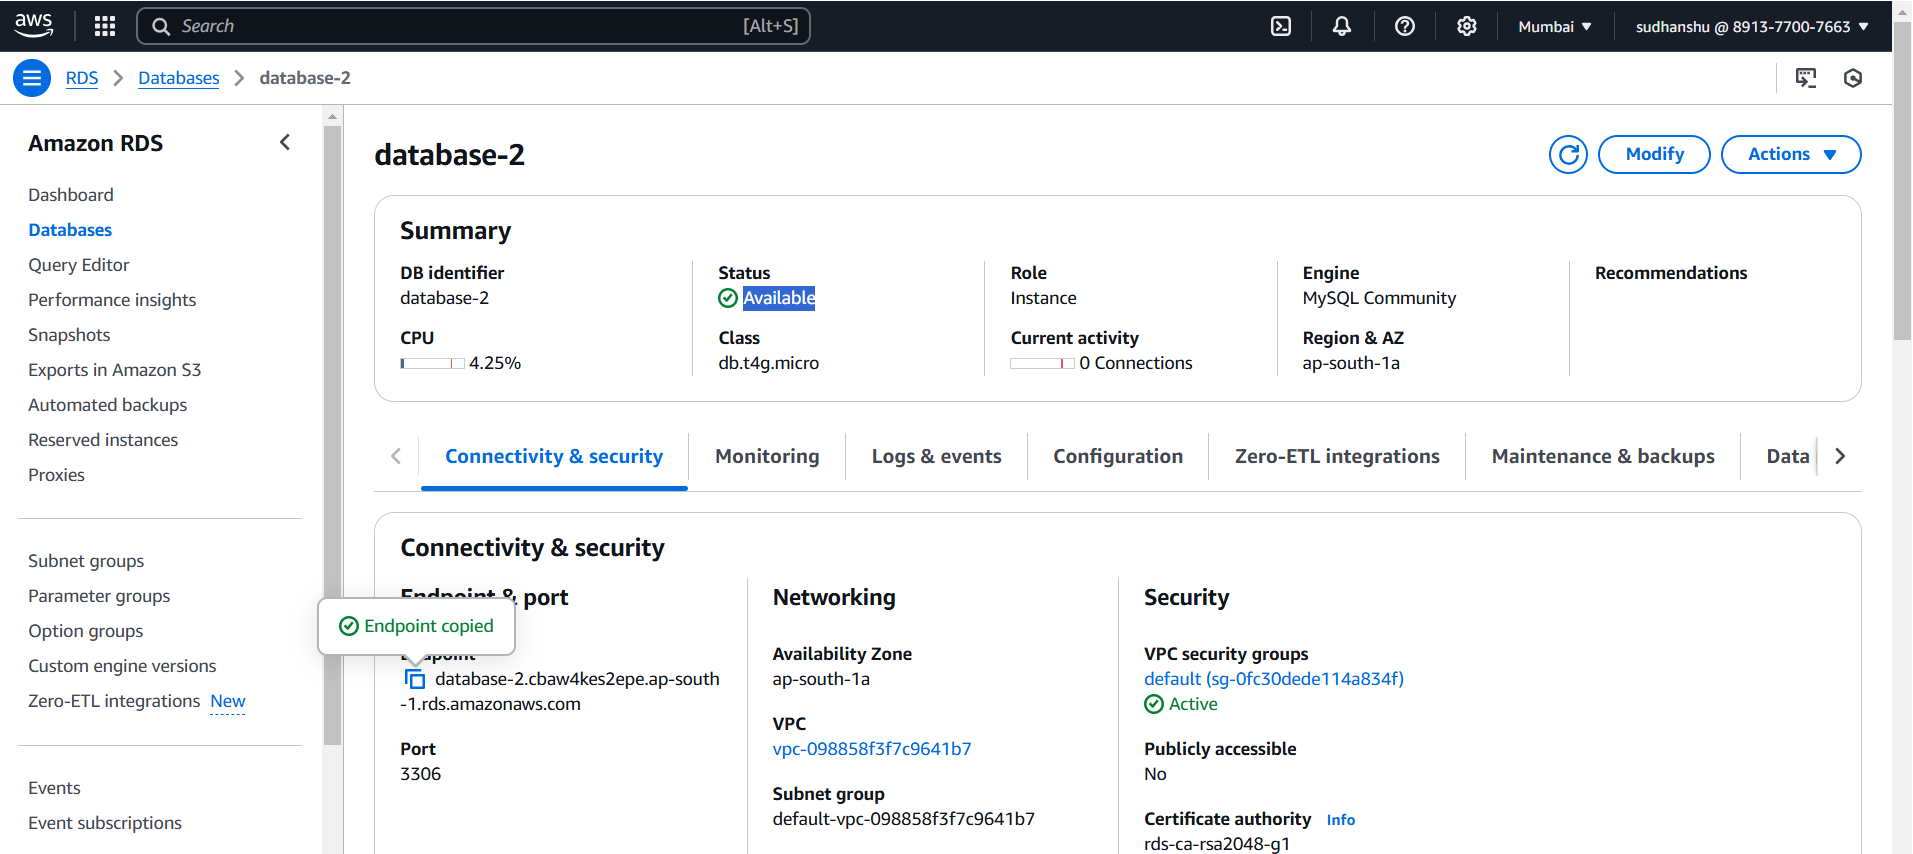 aws
Search [Alt+S]
Mumbai
sudhanshu @ 8913-7700-7663
RDS
Databases
database-2
Amazon RDS
Dashboard
Databases
Query Editor
Performance insights
Snapshots
Exports in Amazon S3
Automated backups
Reserved instances
Proxies
Subnet groups
Parameter groups
Option groups
Custom engine versions
Zero-ETL integrations New
Events
Event subscriptions
database-2
Modify
Actions
Summary
DB identifier
database-2
CPU
4.25%
Status
Available
Class
db.t4g.micro
Role
Instance
Current activity
0 Connections
Engine
MySQL Community
Region & AZ
ap-south-1a
Recommendations
Connectivity & security
Monitoring
Logs & events
Configuration
Zero-ETL integrations
Maintenance & backups
Data
Connectivity & security
Endpoint & port
Endpoint copied
Endpoint
database-2.cbaw4kes2epe.ap-south
-1.rds.amazonaws.com
Port
3306
Networking
Availability Zone
ap-south-1a
VPC
vpc-098858f3f7c9641b7
Subnet group
default-vpc-098858f3f7c9641b7
Security
VPC security groups
default (sg-0fc30dede114a834f)
Active
Publicly accessible
No
Certificate authority Info
rds-ca-rsa2048-g1